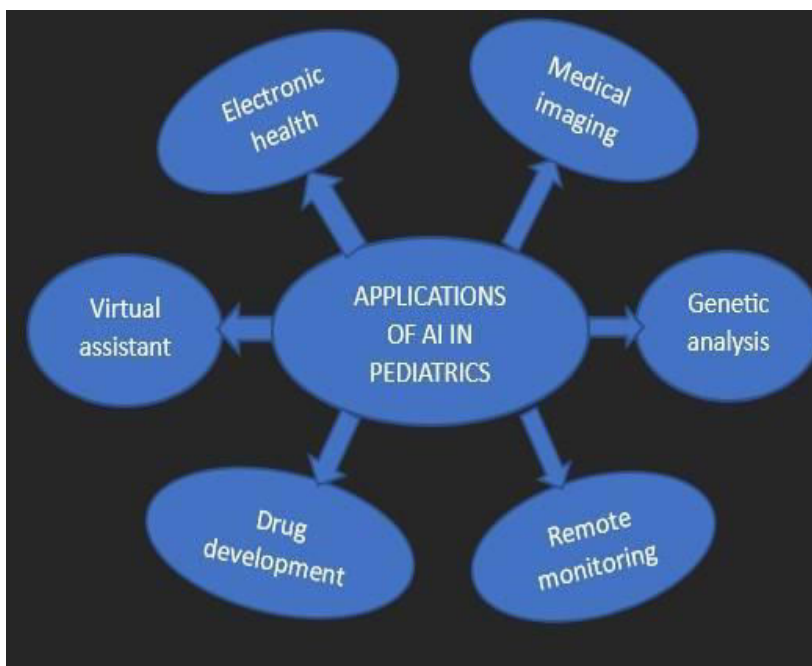 Electronic
health
Medical
imaging
Virtual
assistant
APPLICATIONS
OF AI IN
PEDIATRICS
Genetic
analysis
Drug
development
Remote
monitoring